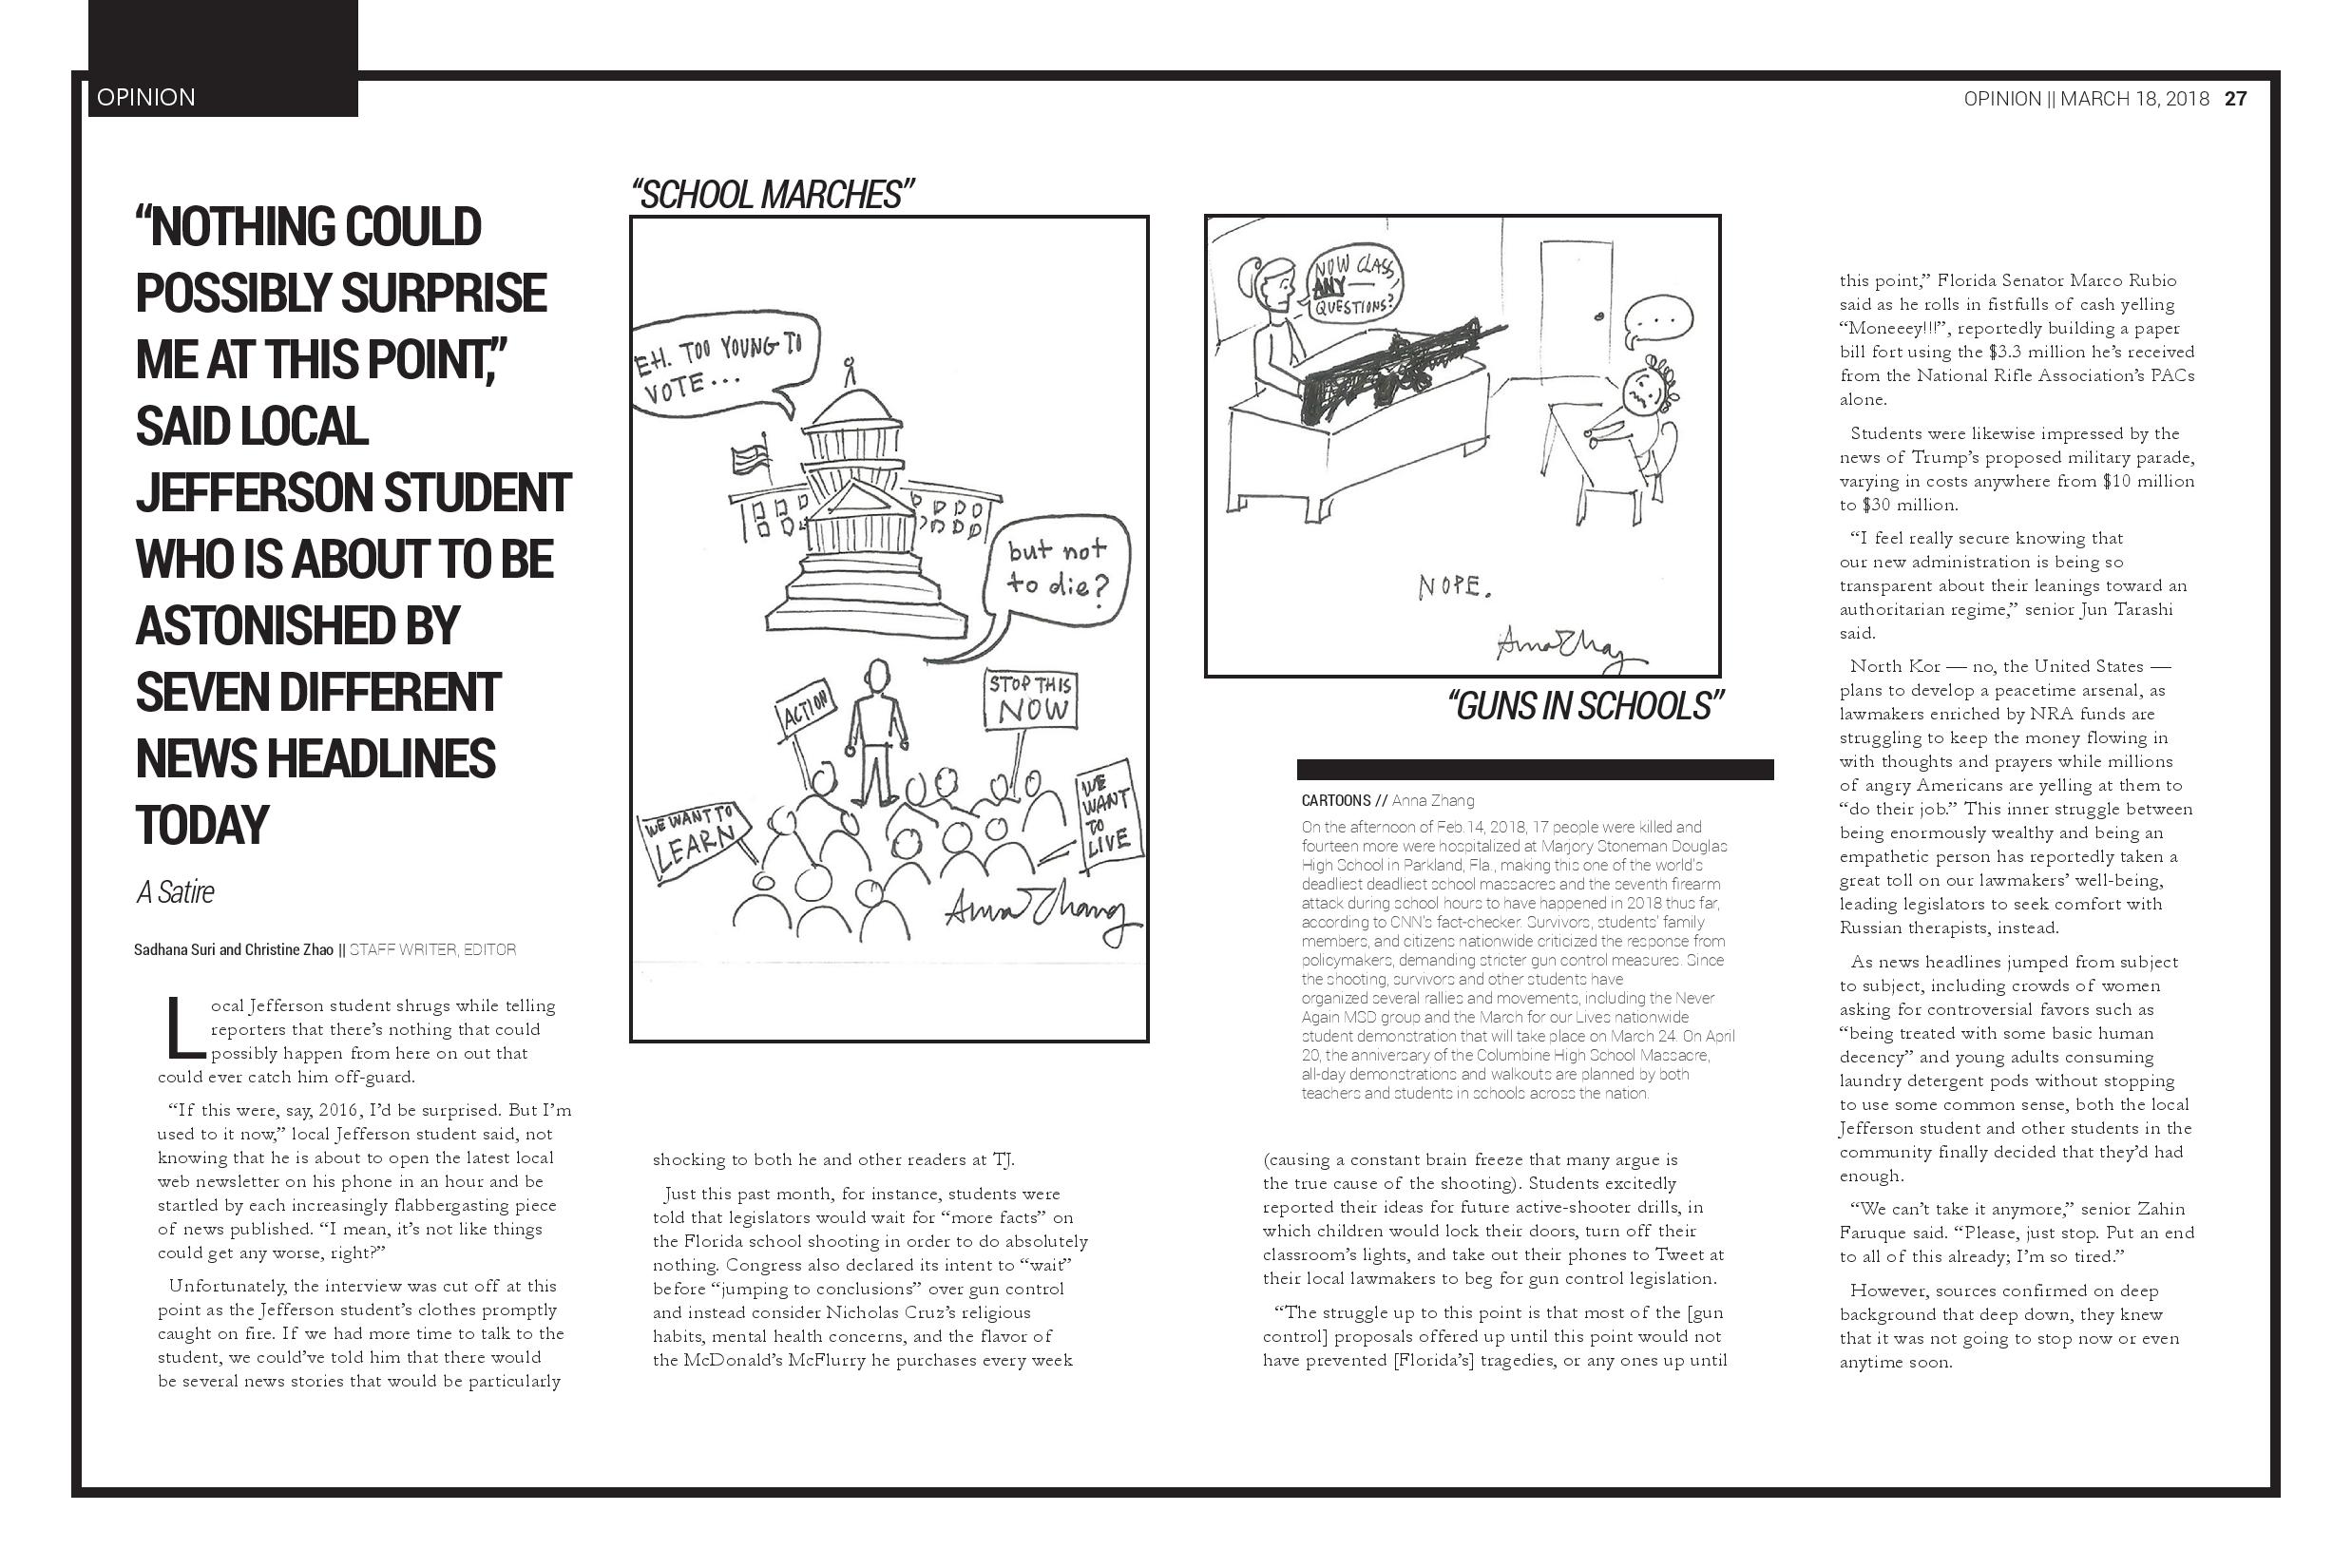 OPINION
OPINION || MARCH 18, 2018 27
“NOTHING COULD
POSSIBLY SURPRISE
ME AT THIS POINT,”
SAID LOCAL
JEFFERSON STUDENT
WHO IS ABOUT TO BE
ASTONISHED BY
SEVEN DIFFERENT
NEWS HEADLINES
TODAY
A Satire
Sadhana Suri and Christine Zhao || STAFF WRITER, EDITOR
Local Jefferson student shrugs while telling
reporters that there’s nothing that could
possibly happen from here on out that
could ever catch him off-guard.
“If this were, say, 2016, I’d be surprised. But I’m
used to it now,” local Jefferson student said, not
knowing that he is about to open the latest local
web newsletter on his phone in an hour and be
startled by each increasingly flabbergasting piece
of news published. “I mean, it’s not like things
could get any worse, right?”
Unfortunately, the interview was cut off at this
point as the Jefferson student’s clothes promptly
caught on fire. If we had more time to talk to the
student, we could’ve told him that there would
be several news stories that would be particularly
“SCHOOL MARCHES”
EH. TOO YOUNG TO
VOTE...
but not
to die?
ACTION
STOP THIS
NOW
WE WANT TO
LEARN
WE
WANT
TO
LIVE
Anna Zhang
shocking to both he and other readers at TJ.
Just this past month, for instance, students were
told that legislators would wait for “more facts” on
the Florida school shooting in order to do absolutely
nothing. Congress also declared its intent to “wait”
before “jumping to conclusions” over gun control
and instead consider Nicholas Cruz’s religious
habits, mental health concerns, and the flavor of
the McDonald’s McFlurry he purchases every week
NOW CLASS,
ANY —
QUESTIONS?
...
NOPE.
Anna Zhang
“GUNS IN SCHOOLS”
CARTOONS // Anna Zhang
On the afternoon of Feb.14, 2018, 17 people were killed and
fourteen more were hospitalized at Marjory Stoneman Douglas
High School in Parkland, Fla., making this one of the world’s
deadliest deadliest school massacres and the seventh firearm
attack during school hours to have happened in 2018 thus far,
according to CNN’s fact-checker. Survivors, students’ family
members, and citizens nationwide criticized the response from
policymakers, demanding stricter gun control measures. Since
the shooting, survivors and other students have
organized several rallies and movements, including the Never
Again MSD group and the March for our Lives nationwide
student demonstration that will take place on March 24. On April
20, the anniversary of the Columbine High School Massacre,
all-day demonstrations and walkouts are planned by both
teachers and students in schools across the nation.
(causing a constant brain freeze that many argue is
the true cause of the shooting). Students excitedly
reported their ideas for future active-shooter drills, in
which children would lock their doors, turn off their
classroom’s lights, and take out their phones to Tweet at
their local lawmakers to beg for gun control legislation.
“The struggle up to this point is that most of the [gun
control] proposals offered up until this point would not
have prevented [Florida’s] tragedies, or any ones up until
this point,” Florida Senator Marco Rubio
said as he rolls in fistfulls of cash yelling
“Moneeey!!!”, reportedly building a paper
bill fort using the $3.3 million he’s received
from the National Rifle Association’s PACs
alone.
Students were likewise impressed by the
news of Trump’s proposed military parade,
varying in costs anywhere from $10 million
to $30 million.
“I feel really secure knowing that
our new administration is being so
transparent about their leanings toward an
authoritarian regime,” senior Jun Tarashi
said.
North Kor — no, the United States —
plans to develop a peacetime arsenal, as
lawmakers enriched by NRA funds are
struggling to keep the money flowing in
with thoughts and prayers while millions
of angry Americans are yelling at them to
“do their job.” This inner struggle between
being enormously wealthy and being an
empathetic person has reportedly taken a
great toll on our lawmakers’ well-being,
leading legislators to seek comfort with
Russian therapists, instead.
As news headlines jumped from subject
to subject, including crowds of women
asking for controversial favors such as
“being treated with some basic human
decency” and young adults consuming
laundry detergent pods without stopping
to use some common sense, both the local
Jefferson student and other students in the
community finally decided that they’d had
enough.
“We can’t take it anymore,” senior Zahin
Faruque said. “Please, just stop. Put an end
to all of this already; I’m so tired.”
However, sources confirmed on deep
background that deep down, they knew
that it was not going to stop now or even
anytime soon.